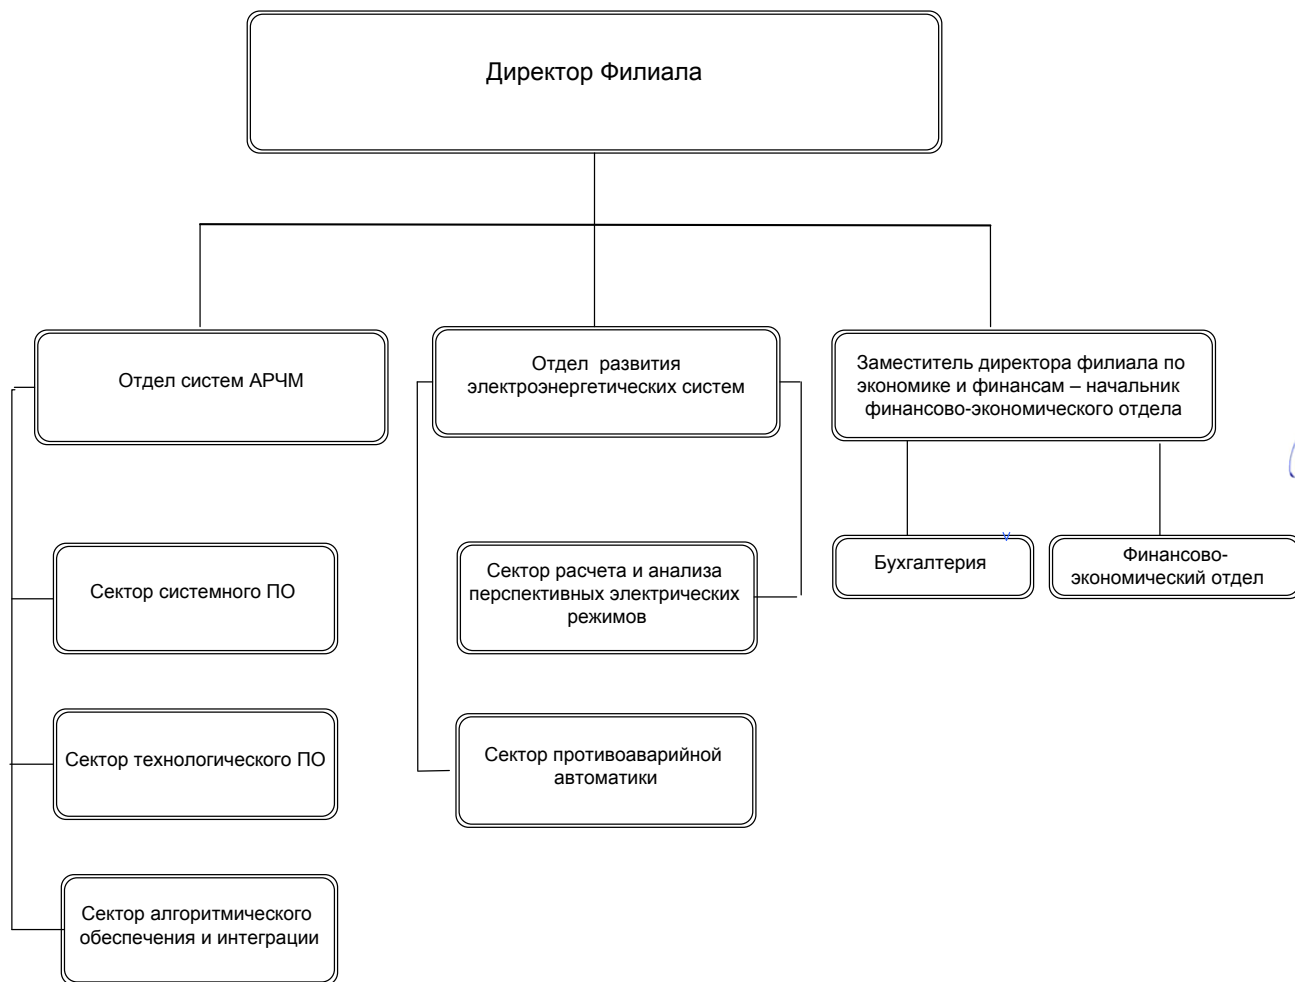 Директор Филиала
Отдел систем АРЧМ
Отдел развития
электроэнергетических систем
Заместитель директора филиала по
экономике и финансам – начальник
финансово-экономического отдела
Сектор системного ПО
Сектор расчета и анализа
перспективных электрических
режимов
Бухгалтерия
Финансово-
экономический отдел
Сектор технологического ПО
Сектор противоаварийной
автоматики
Сектор алгоритмического
обеспечения и интеграции